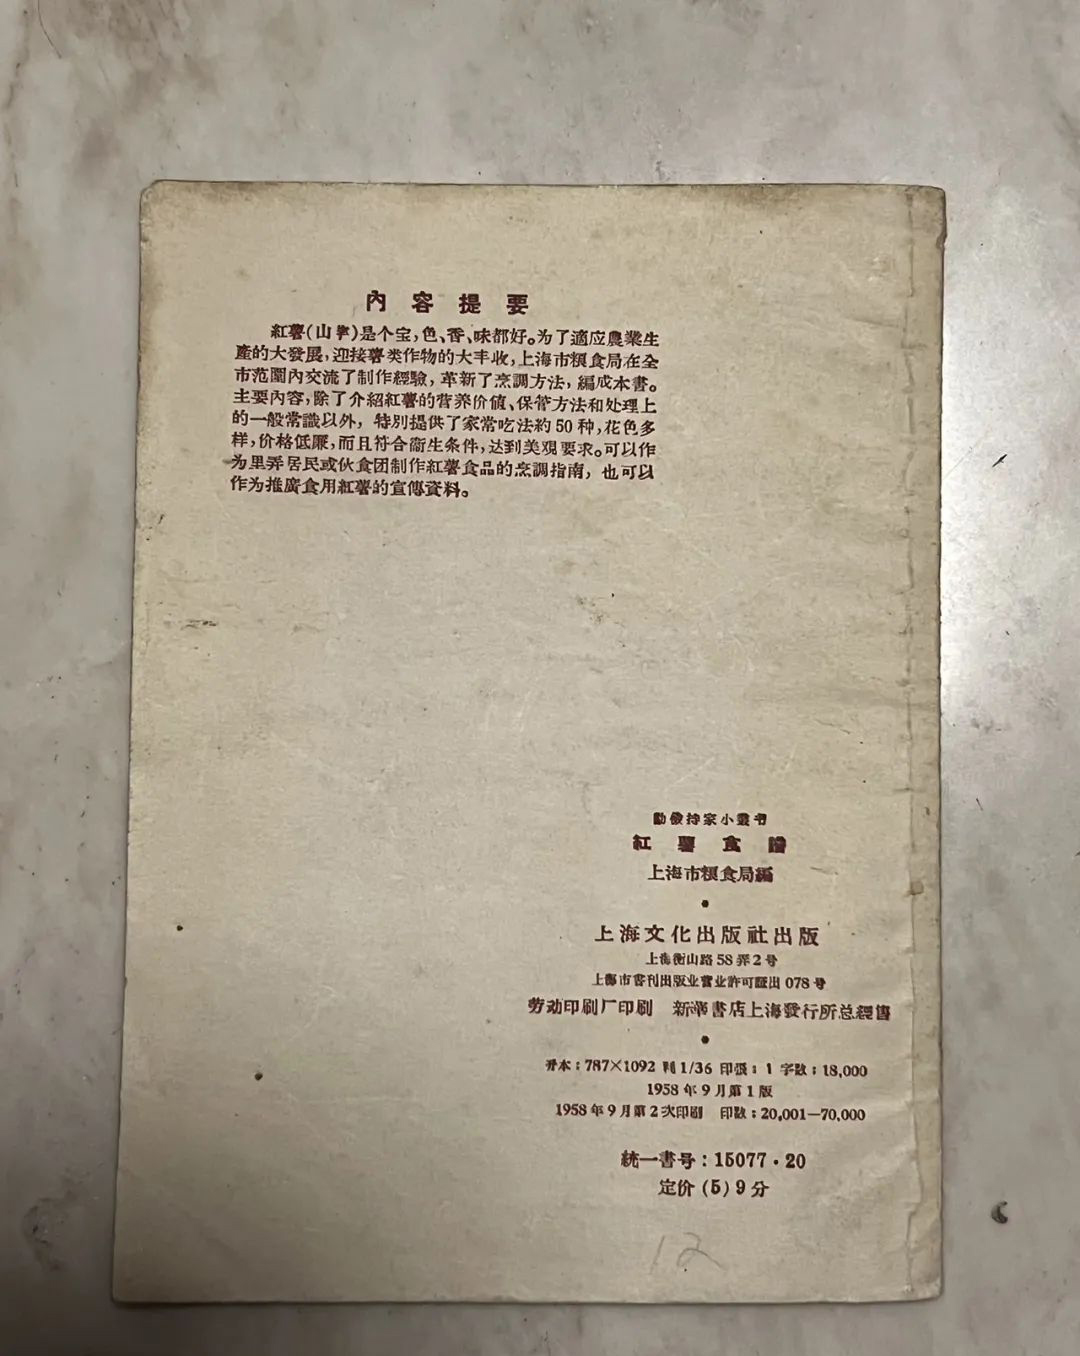 內容提要
紅薯(山芋)是个宝,色、香、味都好。为了適应農業生
產的大發展,迎接薯类作物的大丰收,上海市粮食局在全
市范圍內交流了制作經驗,革新了烹調方法,編成本書。
主要內容,除了介紹紅薯的营养价値、保管方法和处理上
的一般常識以外,特別提供了家常吃法約50种,花色多
样,价格低廉,而且符合衞生条件,达到美观要求。可以作
为里弄居民或伙食团制作紅薯食品的烹調指南,也可以
作为推廣食用紅薯的宣傳資料。
勤儉持家小叢書
紅薯食譜
上海市粮食局編
•
上海文化出版社出版
上海衡山路58弄2号
上海市書刊出版业营业許可証出078号
劳动印刷厂印刷 新華書店上海發行所总經售
•
开本:787×1092 判1/36 印張:1 字数:18,000
1958年9月第1版
1958年9月第2次印刷 印数:20,001—70,000
統一書号:15077·20
定价(5)9分
12